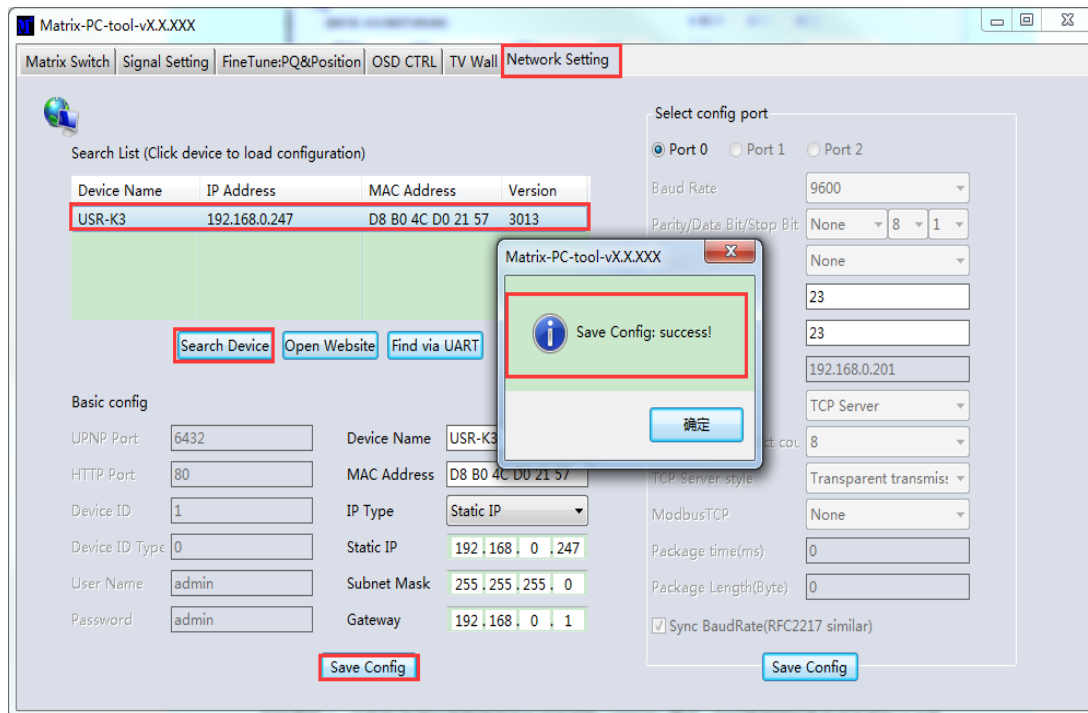 Matrix-PC-tool-vX.X.XXX
Matrix Switch Signal Setting FineTune:PQ&Position OSD CTRL TV Wall Network Setting
Search List (Click device to load configuration)
Device Name IP Address MAC Address Version
USR-K3 192.168.0.247 D8 B0 4C D0 21 57 3013
Search Device Open Website Find via UART
Basic config
UPNP Port 6432
HTTP Port 80
Device ID 1
Device ID Type 0
User Name admin
Password admin
Device Name USR-K3
MAC Address D8 B0 4C D0 21 57
IP Type Static IP
Static IP 192 . 168 . 0 . 247
Subnet Mask 255 . 255 . 255 . 0
Gateway 192 . 168 . 0 . 1
Save Config
Matrix-PC-tool-vX.X.XXX
Save Config: success!
确定
Select config port
Port 0 Port 1 Port 2
Baud Rate 9600
Parity/Data Bit/Stop Bit None 8 1
None
23
23
192.168.0.201
TCP Server
8
TCP Server style Transparent
ModbusTCP None
Package time(ms) 0
Package Length(Byte) 0
Sync BaudRate(RFC2217 similar)
Save Config